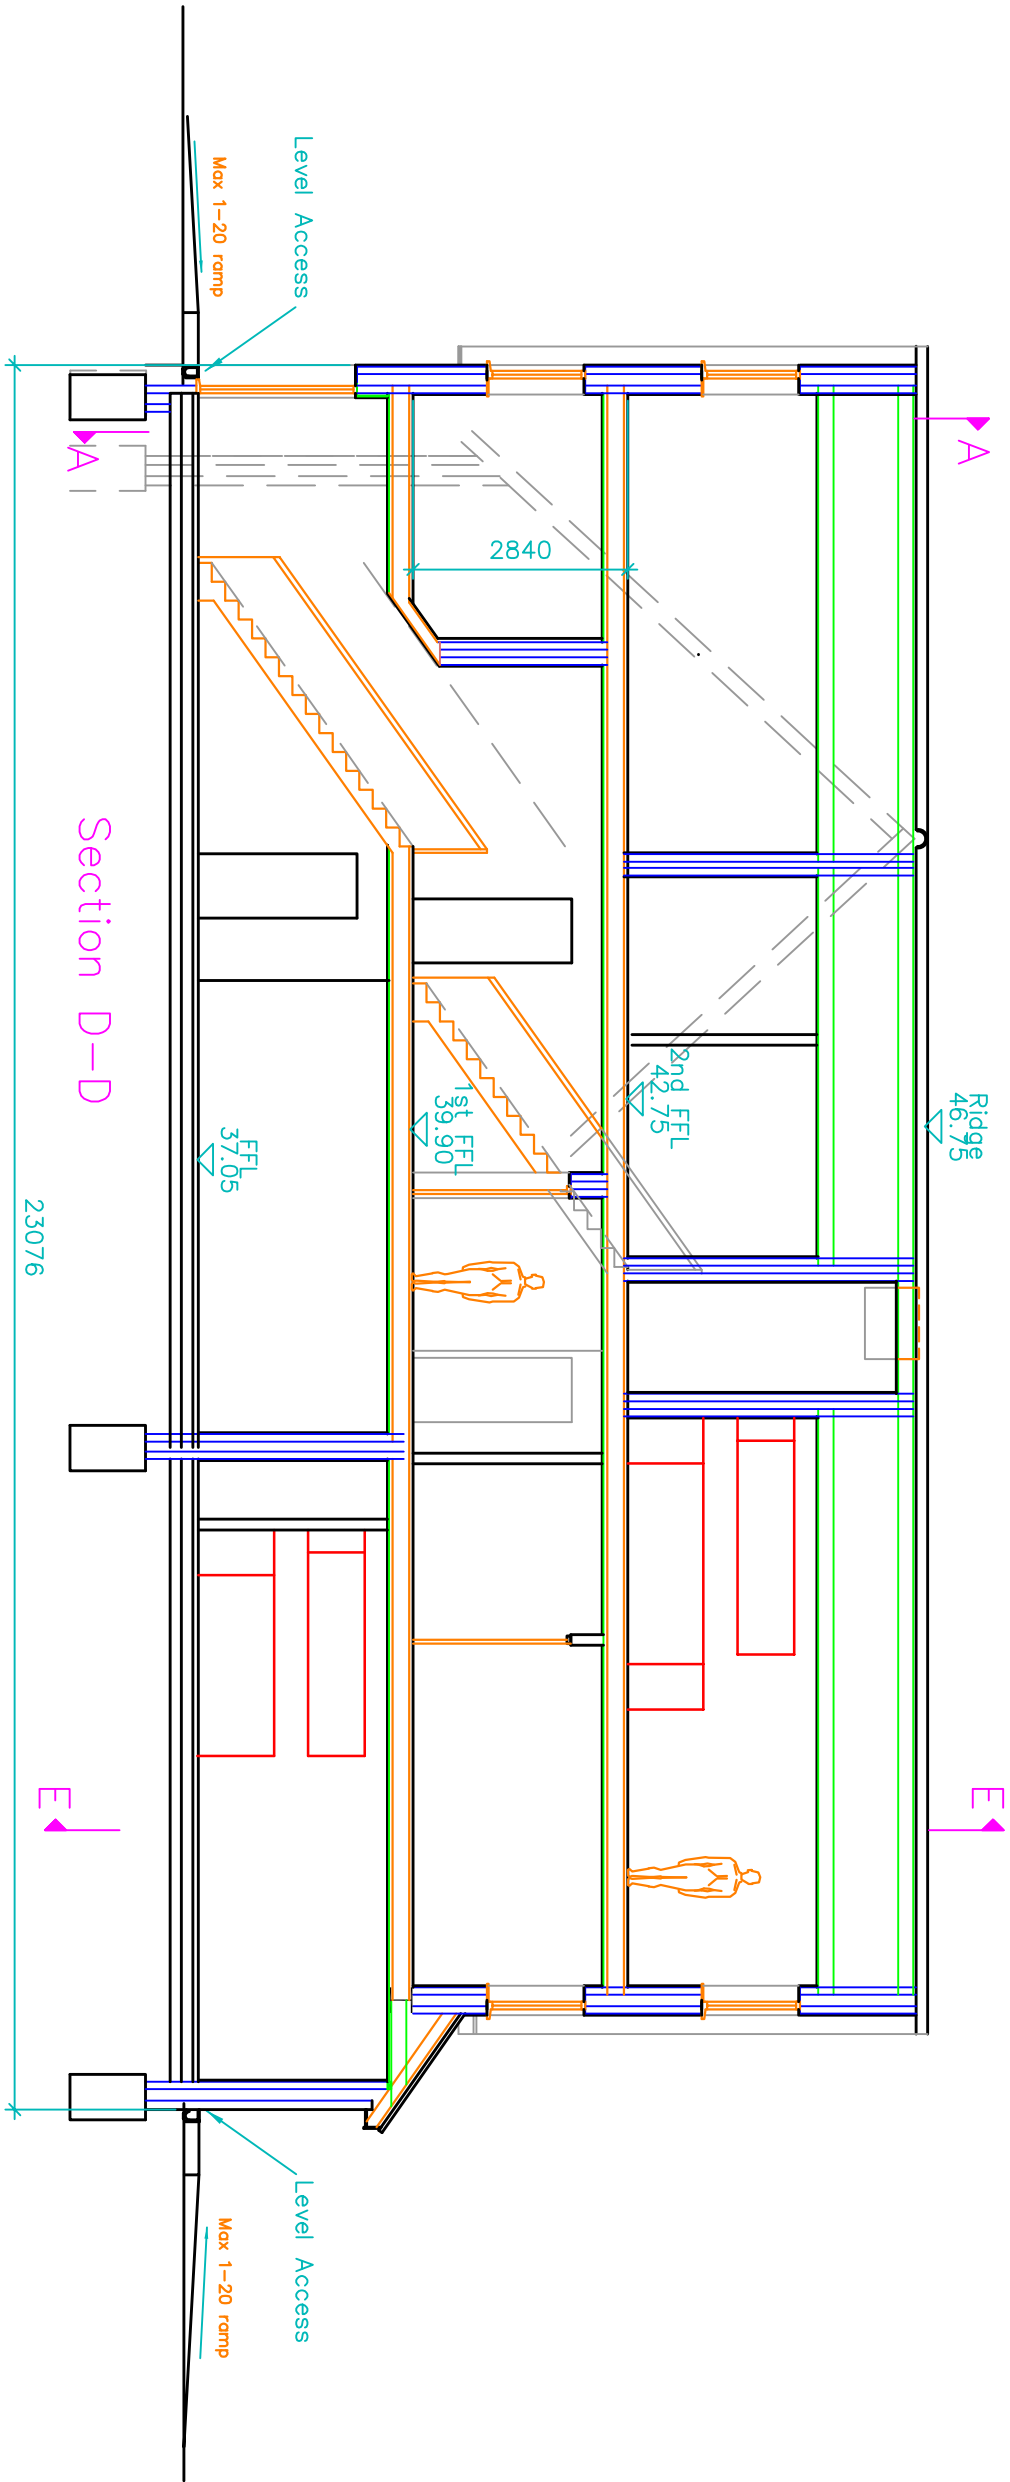 Ridge
46.75
A
E
2nd FFL
42.75
2840
1st FFL
39.90
Level Access
Level Access
Max 1-20 ramp
Max 1-20 ramp
FFL
37.05
A
E
Section D-D
23076